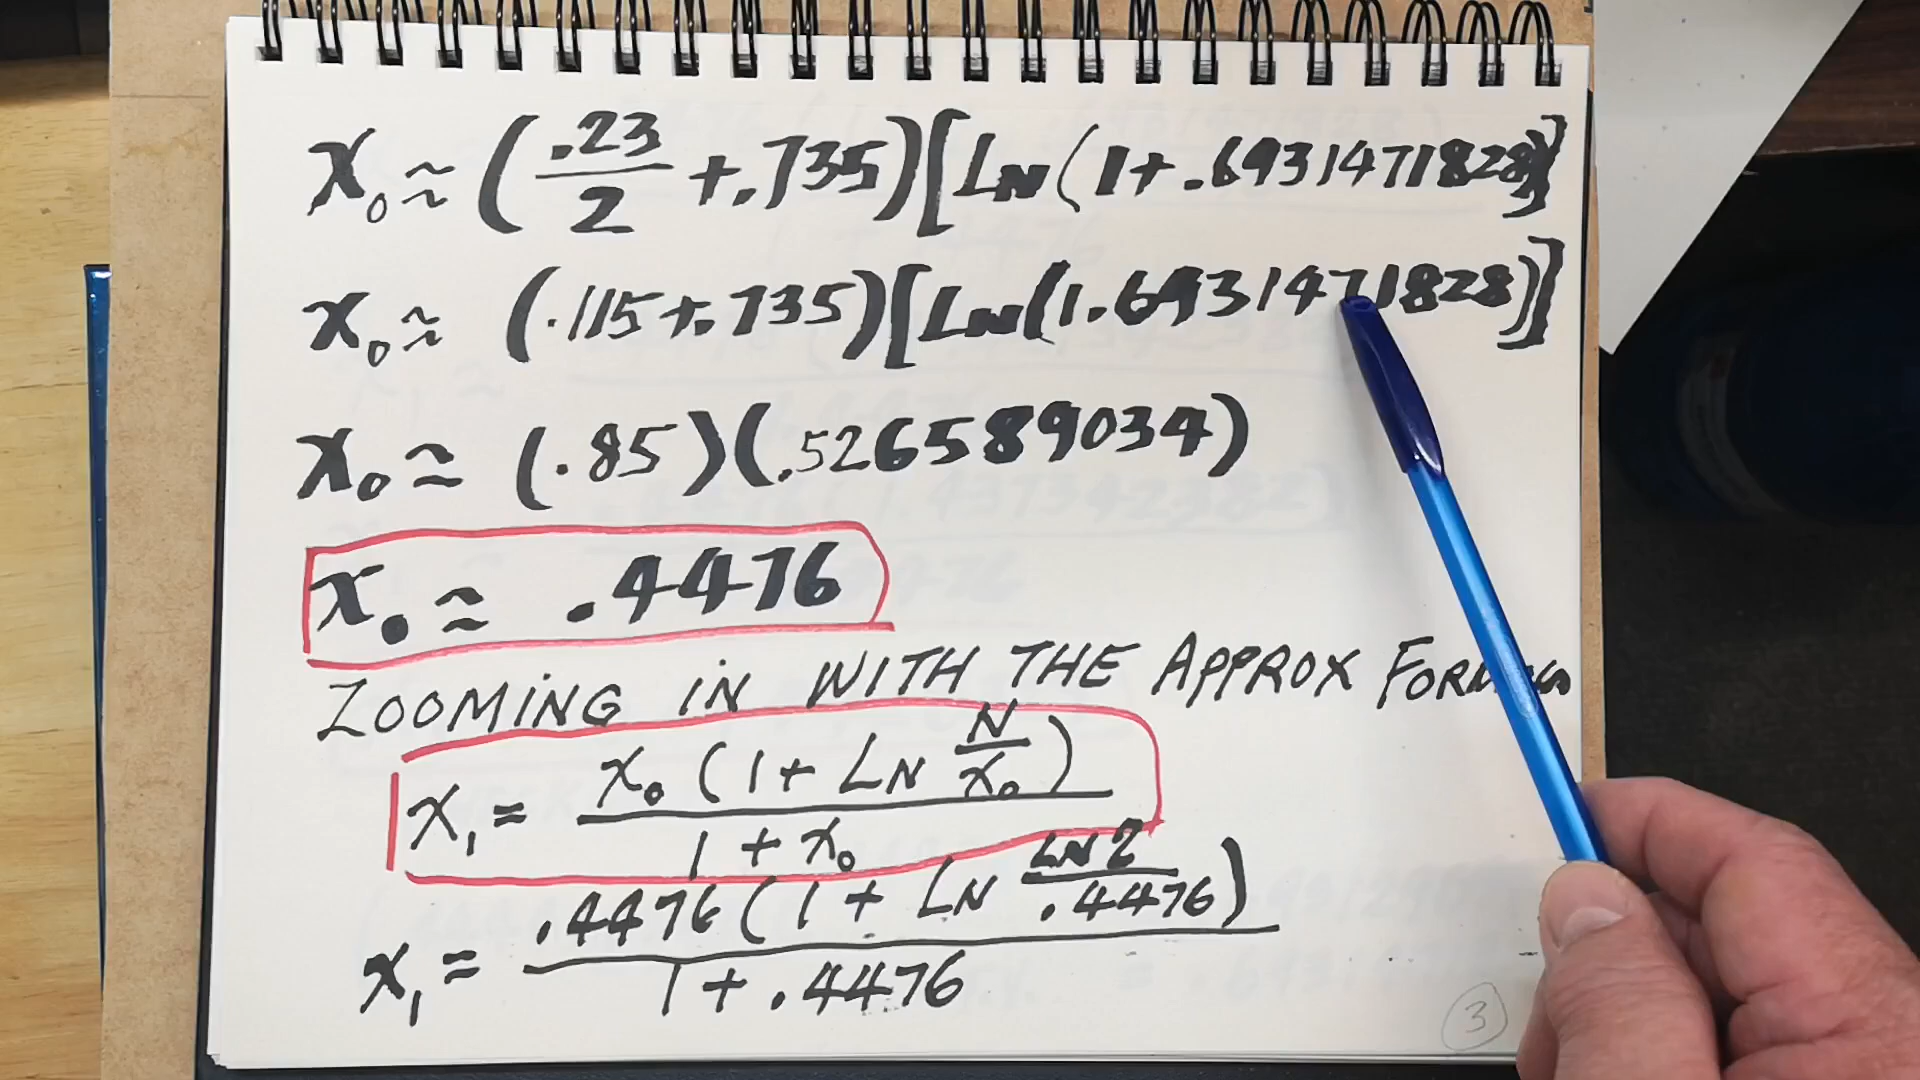 x₀ ≈ (.23/2 + .735)[LN(1+.6931471828)]
x₀ ≈ (.115+.735)[LN(1.6931471828)]
x₀ ≈ (.85)(.526589034)
x₀ ≈ .4476
ZOOMING IN WITH THE APPROX
x₁ = x₀(1+LN N/x₀) / 1+x₀
x₁ = .4476(1+LN LN2/.4476) / 1+.4476
3